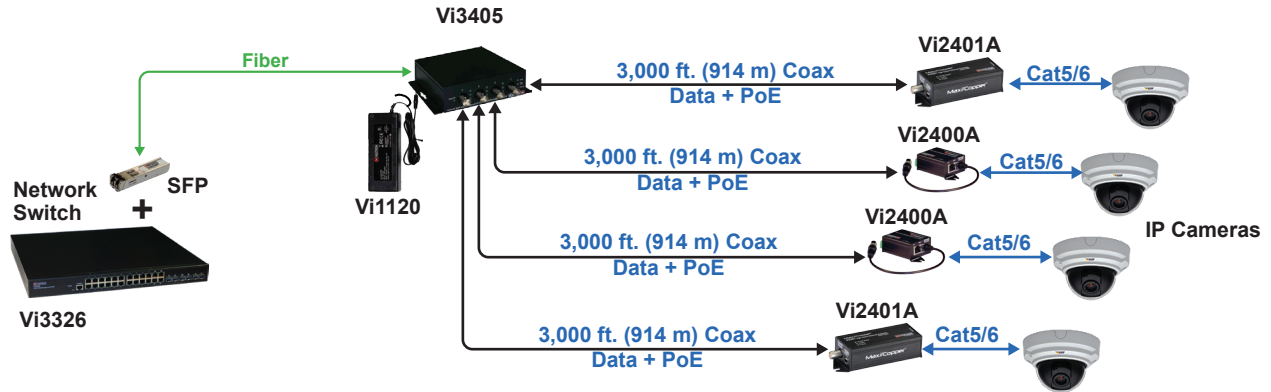 Vi3405
Fiber
Vi2401A
3,000 ft. (914 m) Coax
Data + PoE
Cat5/6
MaxiiCopper
Vi2400A
3,000 ft. (914 m) Coax
Data + PoE
Cat5/6
Network
Switch
SFP
+
Vi1120
Vi2400A
IP Cameras
3,000 ft. (914 m) Coax
Data + PoE
Cat5/6
Vi3326
Vi2401A
3,000 ft. (914 m) Coax
Data + PoE
Cat5/6
MaxiiCopper